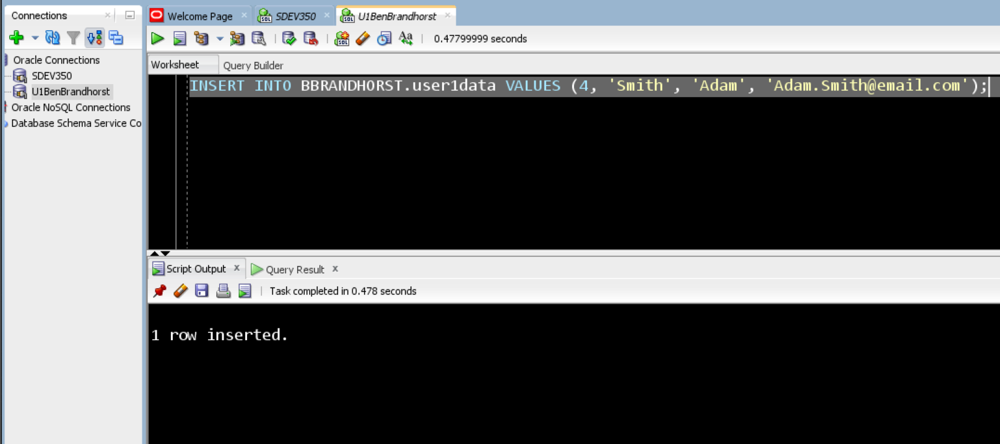 Connections
Oracle Connections
SDEV350
U1BenBrandhorst
Oracle NoSQL Connections
Database Schema Service Co
Welcome Page
SDEV350
U1BenBrandhorst
0.47799999 seconds
Worksheet
Query Builder
INSERT INTO BBRANDHORST.user1data VALUES (4, 'Smith', 'Adam', 'Adam.Smith@email.com');
Script Output
Query Result
Task completed in 0.478 seconds
1 row inserted.